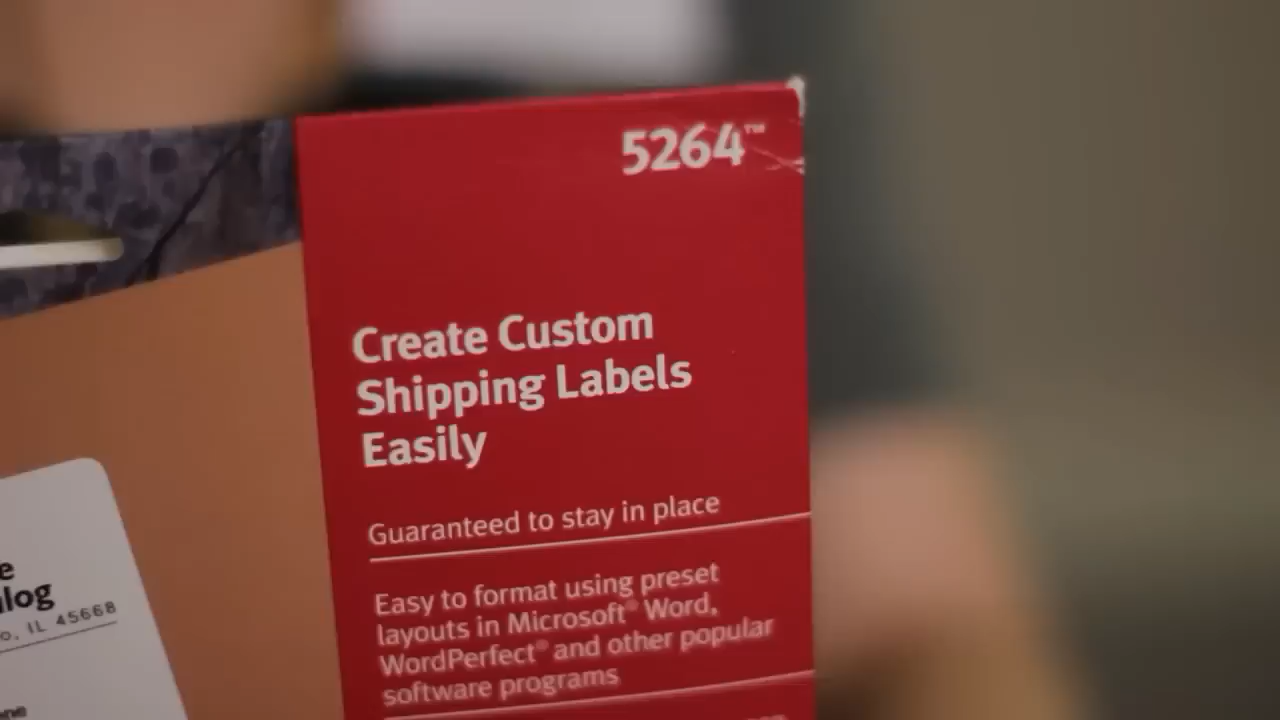 5264™
Create Custom
Shipping Labels
Easily
Guaranteed to stay in place
Easy to format using preset
layouts in Microsoft® Word,
WordPerfect® and other popular
software programs
IL 45668